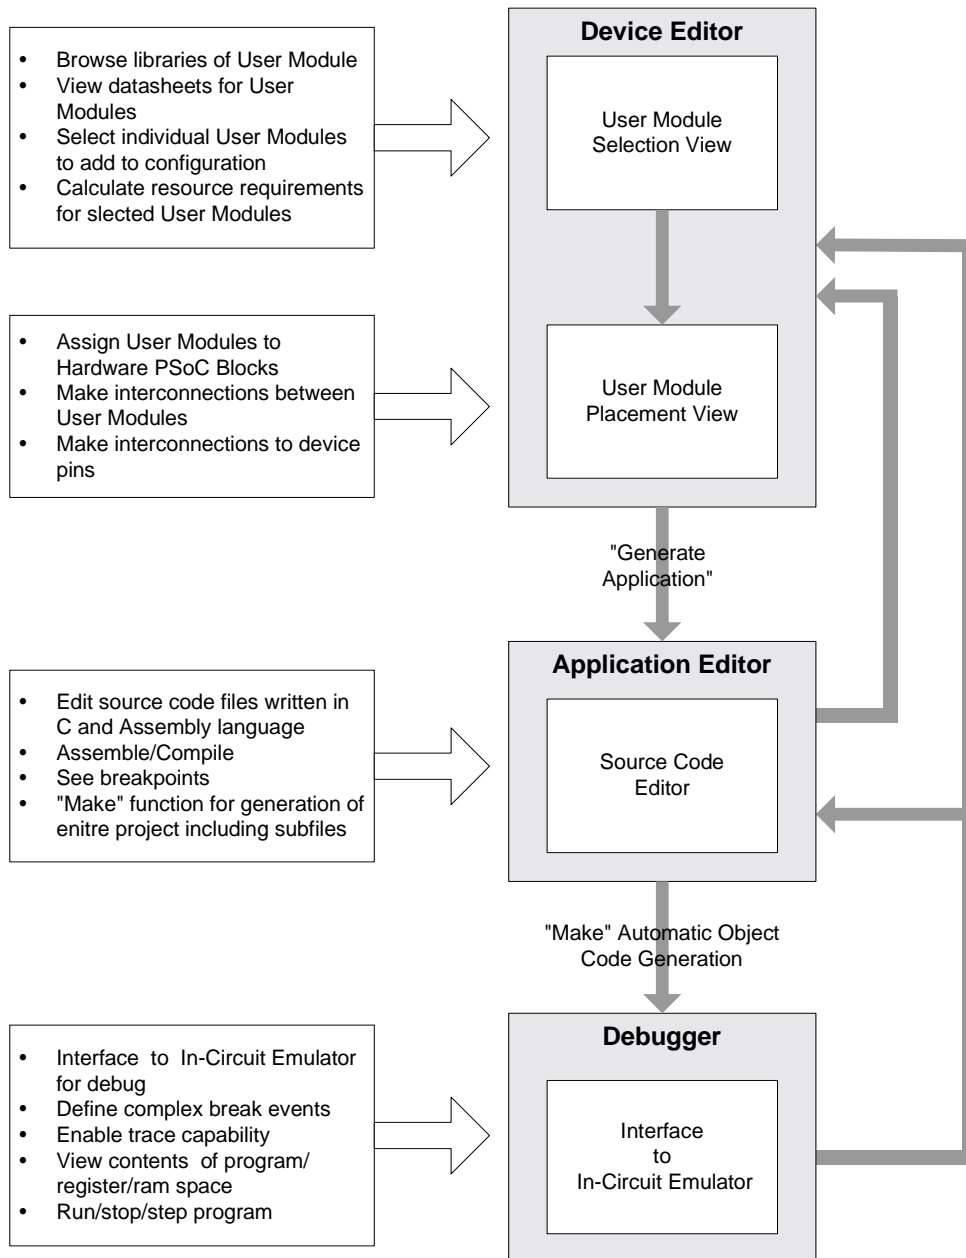 Device Editor
• Browse libraries of User Module
• View datasheets for User
Modules
• Select individual User Modules
to add to configuration
• Calculate resource requirements
for slected User Modules
User Module
Selection View
• Assign User Modules to
Hardware PSoC Blocks
• Make interconnections between
User Modules
• Make interconnections to device
pins
User Module
Placement View
"Generate
Application"
Application Editor
• Edit source code files written in
C and Assembly language
• Assemble/Compile
• See breakpoints
• "Make" function for generation of
enitre project including subfiles
Source Code
Editor
"Make" Automatic Object
Code Generation
Debugger
• Interface to In-Circuit Emulator
for debug
• Define complex break events
• Enable trace capability
• View contents of program/
register/ram space
• Run/stop/step program
Interface
to
In-Circuit Emulator